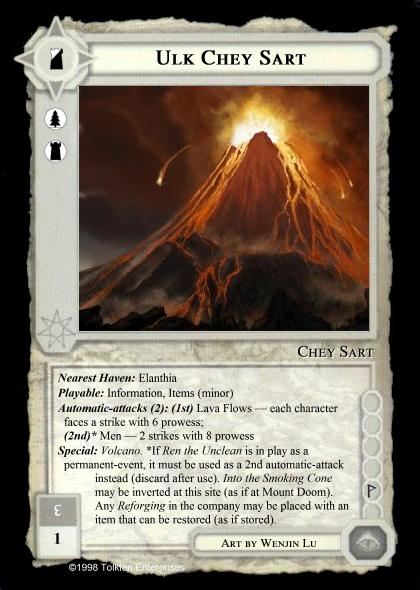 ULK CHEY SART
CHEY SART
Nearest Haven: Elanthia
Playable: Information, Items (minor)
Automatic-attacks (2): (1st) Lava Flows — each character
faces a strike with 6 prowess;
(2nd)* Men — 2 strikes with 8 prowess
Special: Volcano. *If Ren the Unclean is in play as a
permanent-event, it must be used as a 2nd automatic-attack
instead (discard after use). Into the Smoking Cone
may be inverted at this site (as if at Mount Doom).
Any Reforging in the company may be placed with an
item that can be restored (as if stored).
ε
1
ART BY WENJIN LU
©1998 Tolkien Enterprises